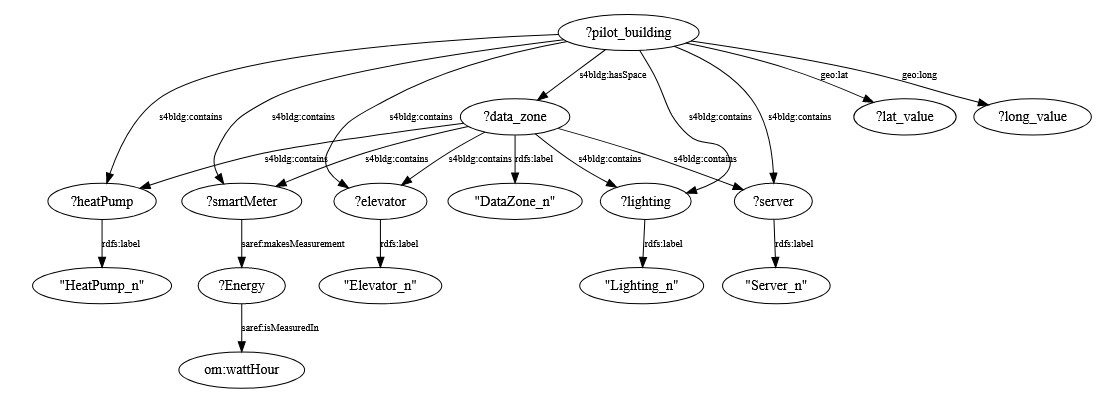 ?pilot_building
s4bldg:hasSpace
geo:lat
geo:long
s4bldg:contains
s4bldg:contains
s4bldg:contains
?data_zone
s4bldg:contains
s4bldg:contains
?lat_value
?long_value
s4bldg:contains
s4bldg:contains
s4bldg:contains
rdfs:label
s4bldg:contains
s4bldg:contains
?heatPump
?smartMeter
?elevator
"DataZone_n"
?lighting
?server
rdfs:label
saref:makesMeasurement
rdfs:label
rdfs:label
rdfs:label
"HeatPump_n"
?Energy
"Elevator_n"
"Lighting_n"
"Server_n"
saref:isMeasuredIn
om:wattHour